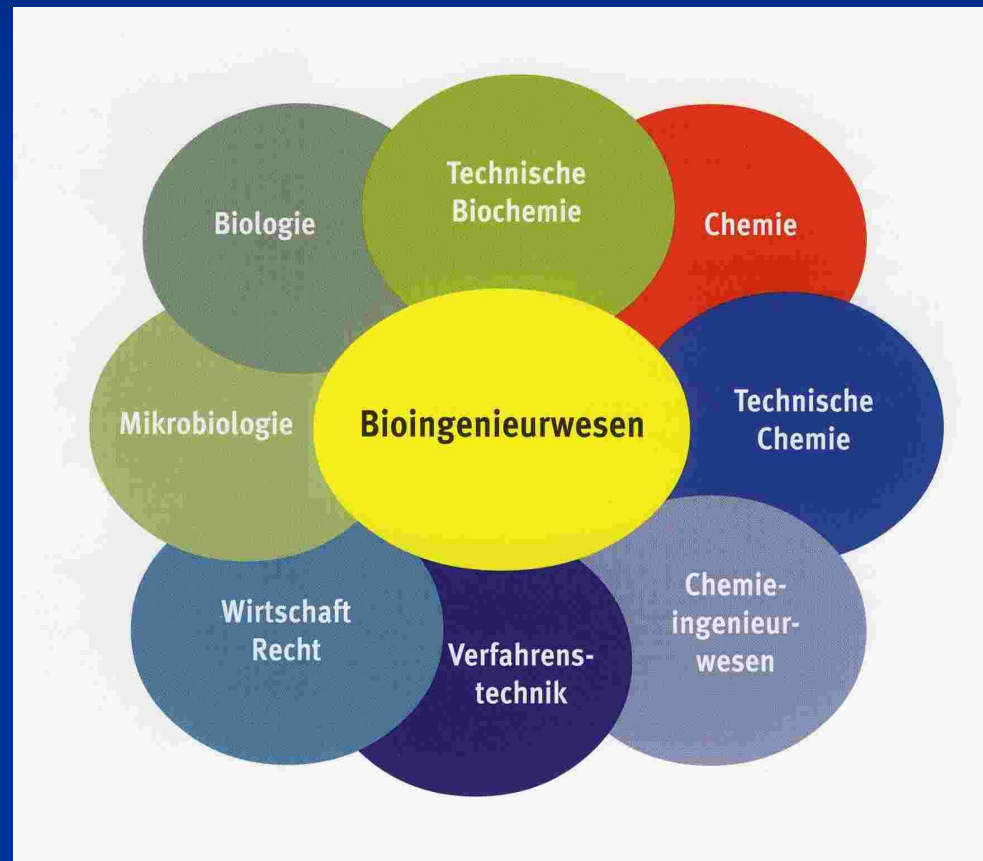 Technische
Biochemie
Biologie
Chemie
Technische
Chemie
Mikrobiologie
Bioingenieurwesen
Chemie-
ingenieur-
wesen
Wirtschaft
Recht
Verfahrens-
technik